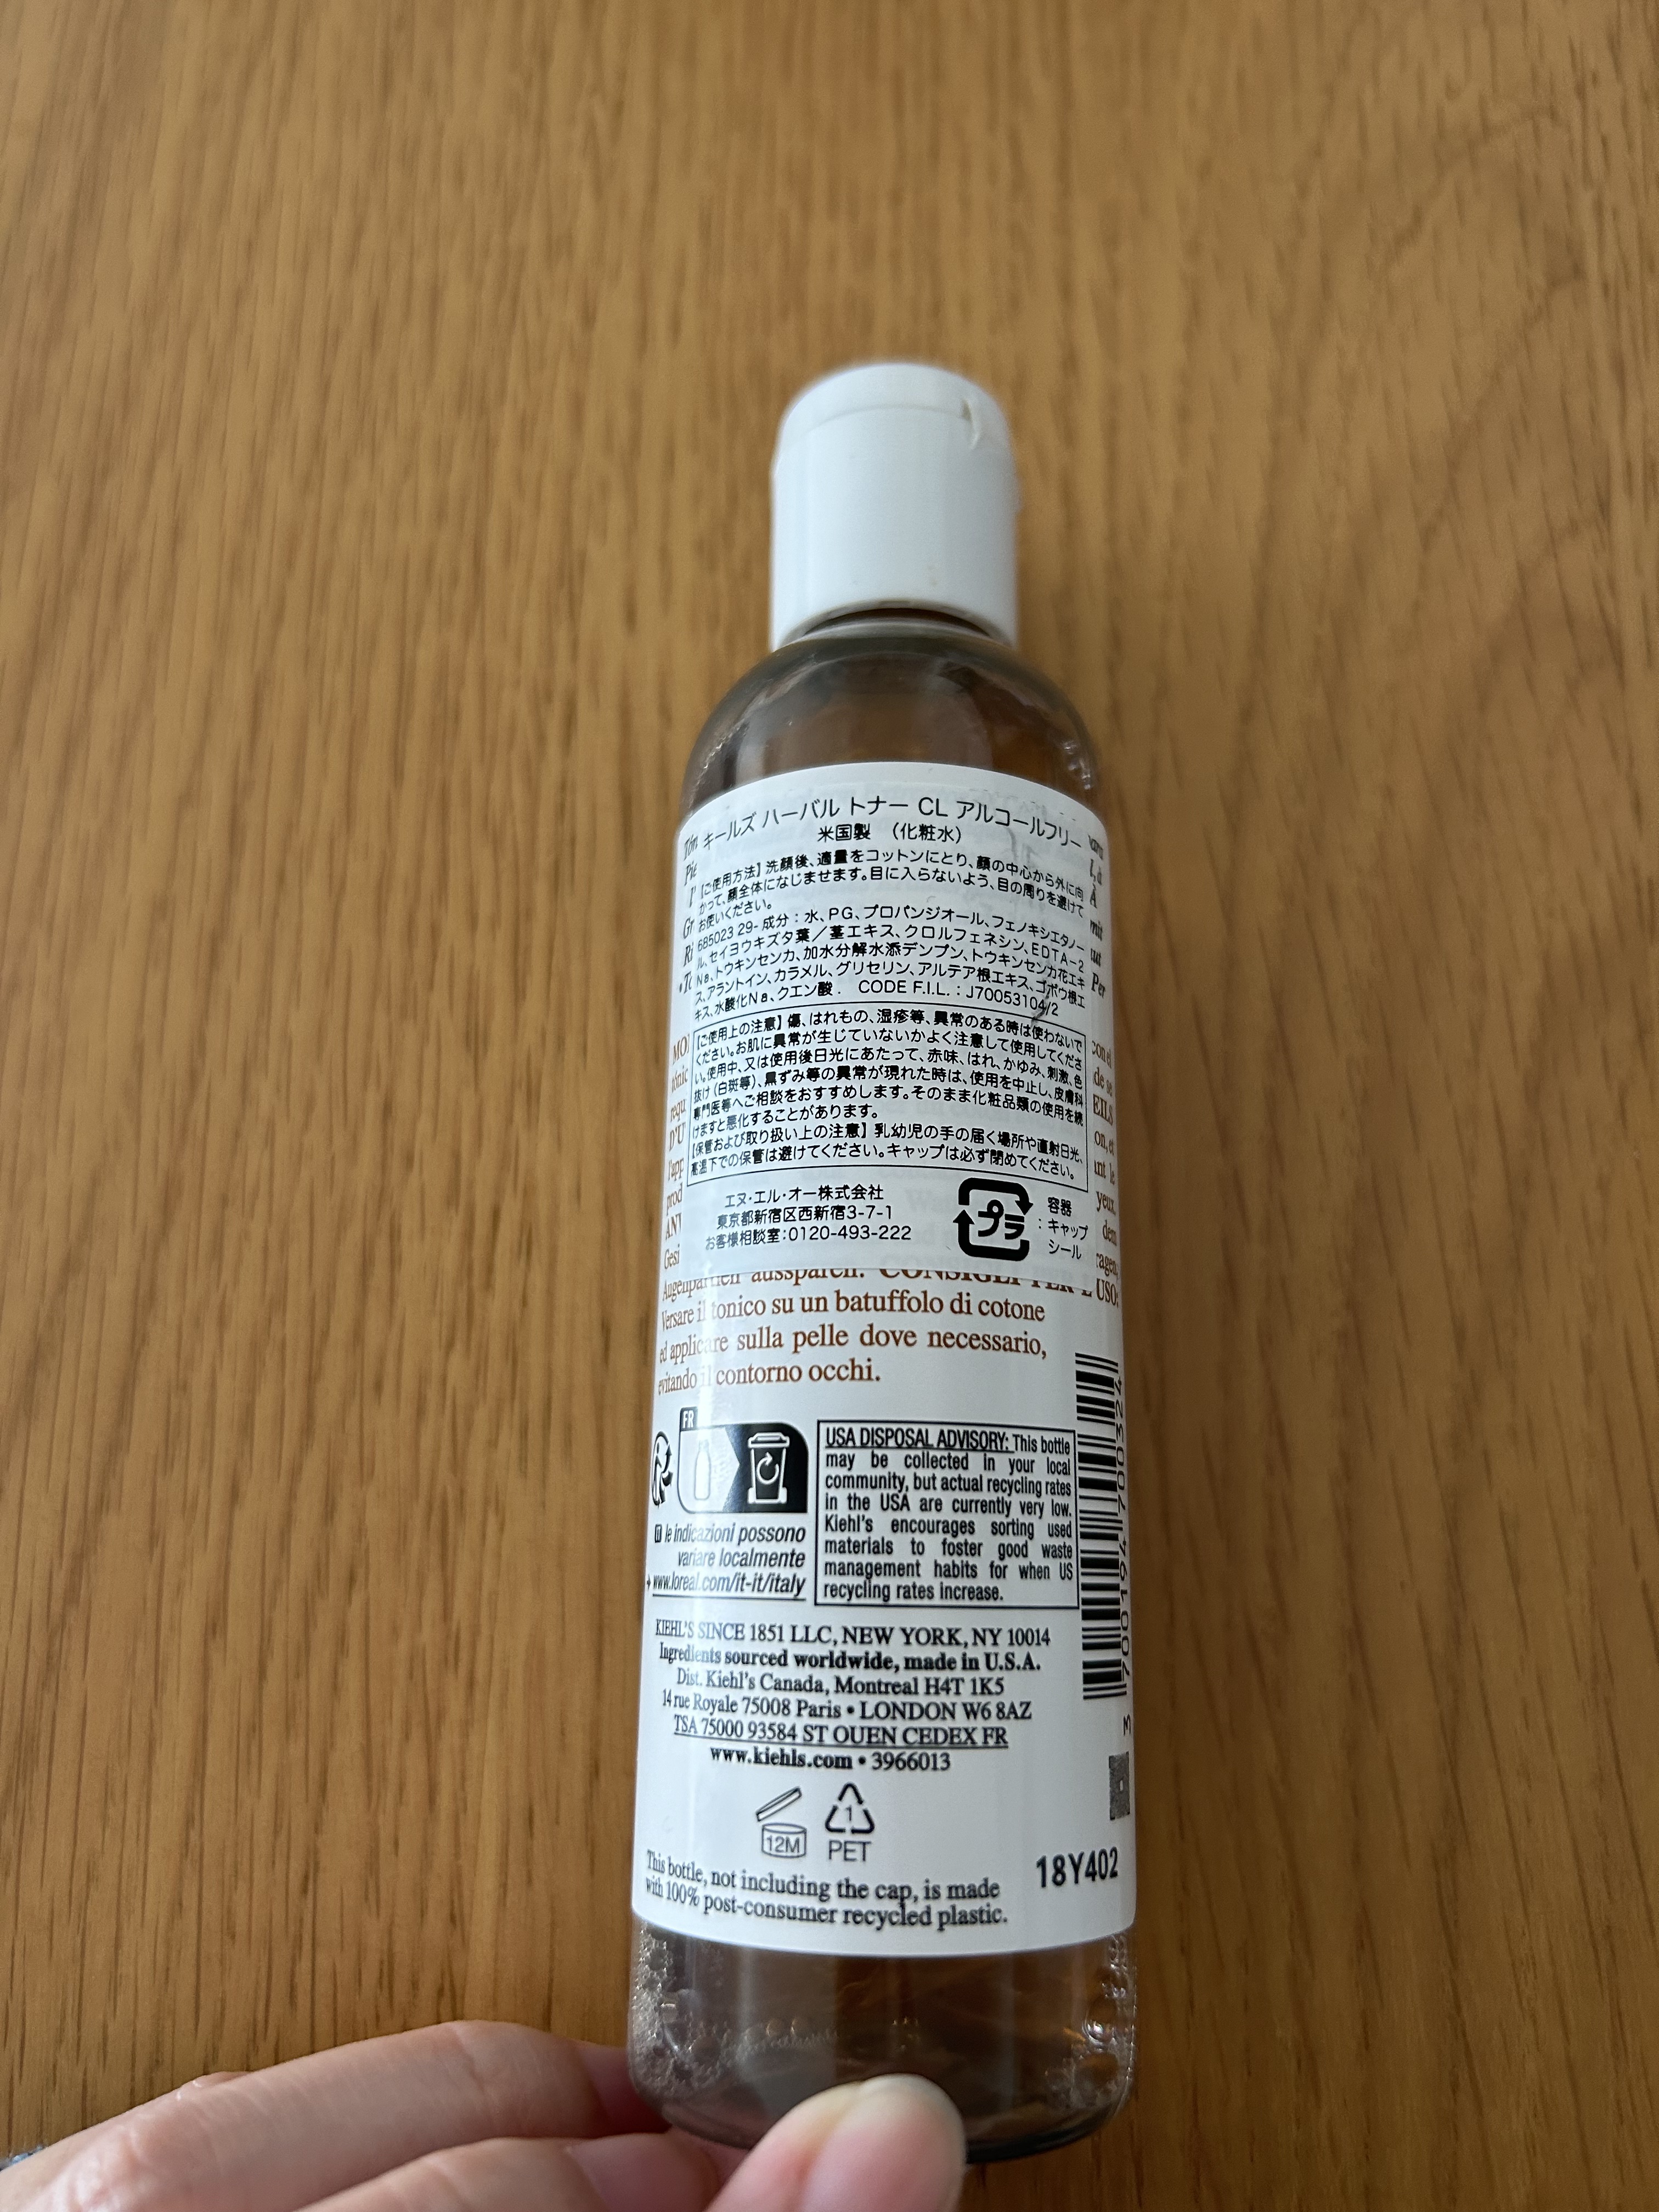 キールズ ハーバル トナー CL アルコールフリー
米国製 （化粧水）
【ご使用方法】洗顔後、適量をコットンにとり、顔の中心から外に向
かって、顔全体になじませます。目に入らないよう、目の周りを避けて
お使いください。
685023 29- 成分：水、PG、プロパンジオール、フェノキシエタノー
ル、セイヨウキズタ葉／茎エキス、クロルフェネシン、EDTA－2
Na、トウキンセンカ、加水分解水添デンプン、トウキンセンカ花エキ
ス、アラントイン、カラメル、グリセリン、アルテア根エキス、ゴボウ根エ
キス、水酸化Na、クエン酸． CODE F.I.L.：J70053104/2
【ご使用上の注意】傷、はれもの、湿疹等、異常のある時は使わないで
ください。お肌に異常が生じていないかよく注意して使用してくださ
い。使用中、又は使用後日光にあたって、赤味、はれ、かゆみ、刺激、色
抜け（白斑等）、黒ずみ等の異常が現れた時は、使用を中止し、皮膚科
専門医等へご相談をおすすめします。そのまま化粧品類の使用を続
けますと悪化することがあります。
【保管および取り扱い上の注意】乳幼児の手の届く場所や直射日光、
高温下での保管は避けてください。キャップは必ず閉めてください。
エヌ・エル・オー株式会社
東京都新宿区西新宿3-7-1
お客様相談室：0120-493-222
プラ
容器
：キャップ
シール
Augenpartien aussparen. CONSIGLI PER L'USO:
Versare il tonico su un batuffolo di cotone
ed applicare sulla pelle dove necessario,
evitando il contorno occhi.
FR
le indicazioni possono
variare localmente
www.loreal.com/it-it/italy
USA DISPOSAL ADVISORY: This bottle
may be collected in your local
community, but actual recycling rates
in the USA are currently very low.
Kiehl's encourages sorting used
materials to foster good waste
management habits for when US
recycling rates increase.
3 700194 700324
KIEHL'S SINCE 1851 LLC, NEW YORK, NY 10014
Ingredients sourced worldwide, made in U.S.A.
Dist. Kiehl's Canada, Montreal H4T 1K5
14 rue Royale 75008 Paris • LONDON W6 8AZ
TSA 75000 93584 ST OUEN CEDEX FR
www.kiehls.com • 3966013
12M
1
PET
18Y402
This bottle, not including the cap, is made
with 100% post-consumer recycled plastic.